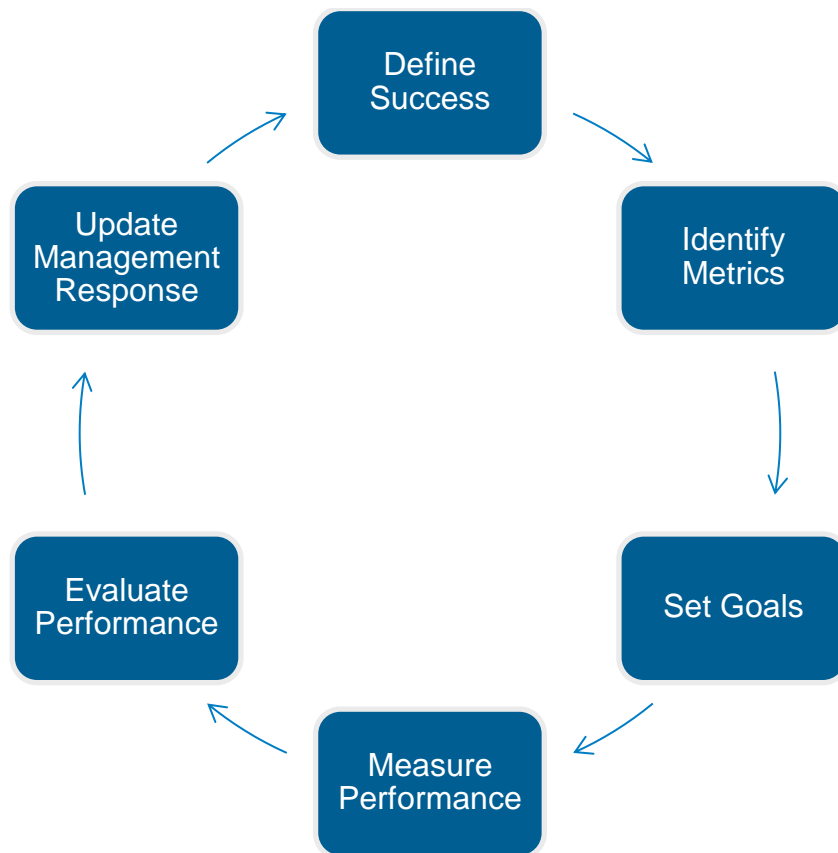 Define
Success
Identify
Metrics
Set Goals
Measure
Performance
Evaluate
Performance
Update
Management
Response